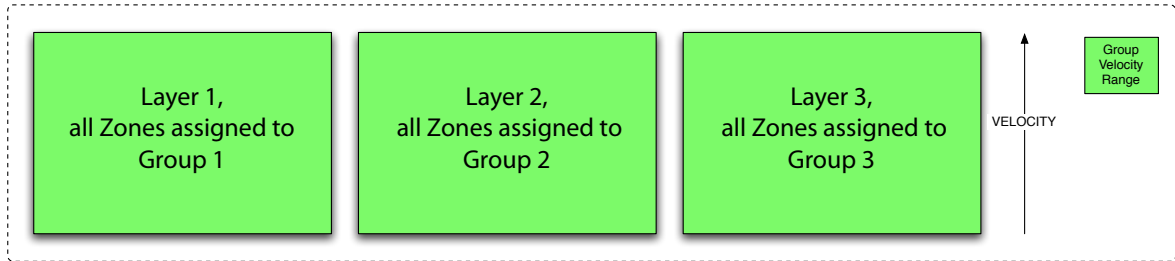 Layer 1,
all Zones assigned to
Group 1
Layer 2,
all Zones assigned to
Group 2
Layer 3,
all Zones assigned to
Group 3
VELOCITY
Group
Velocity
Range